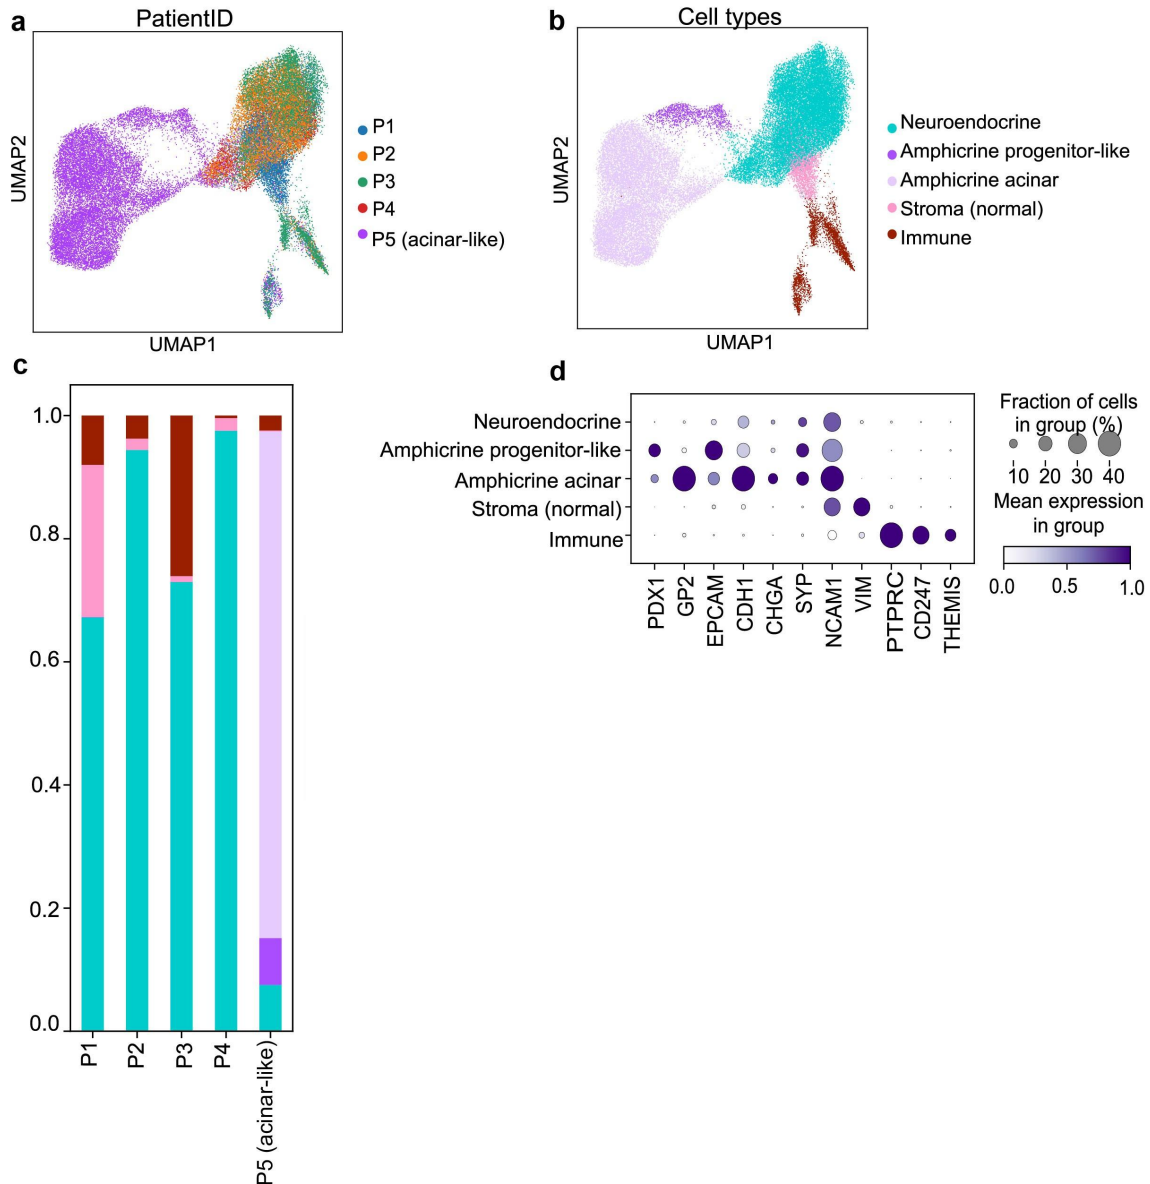 a
PatientID
UMAP2
UMAP1
P1
P2
P3
P4
P5 (acinar-like)
b
Cell types
UMAP2
UMAP1
Neuroendocrine
Amphicrine progenitor-like
Amphicrine acinar
Stroma (normal)
Immune
c
1.0
0.8
0.6
0.4
0.2
0.0
P1
P2
P3
P4
P5 (acinar-like)
d
Neuroendocrine
Amphicrine progenitor-like
Amphicrine acinar
Stroma (normal)
Immune
PDX1
GP2
EPCAM
CDH1
CHGA
SYP
NCAM1
VIM
PTPRC
CD247
THEMIS
Fraction of cells
in group (%)
10 20 30 40
Mean expression
in group
0.0 0.5 1.0